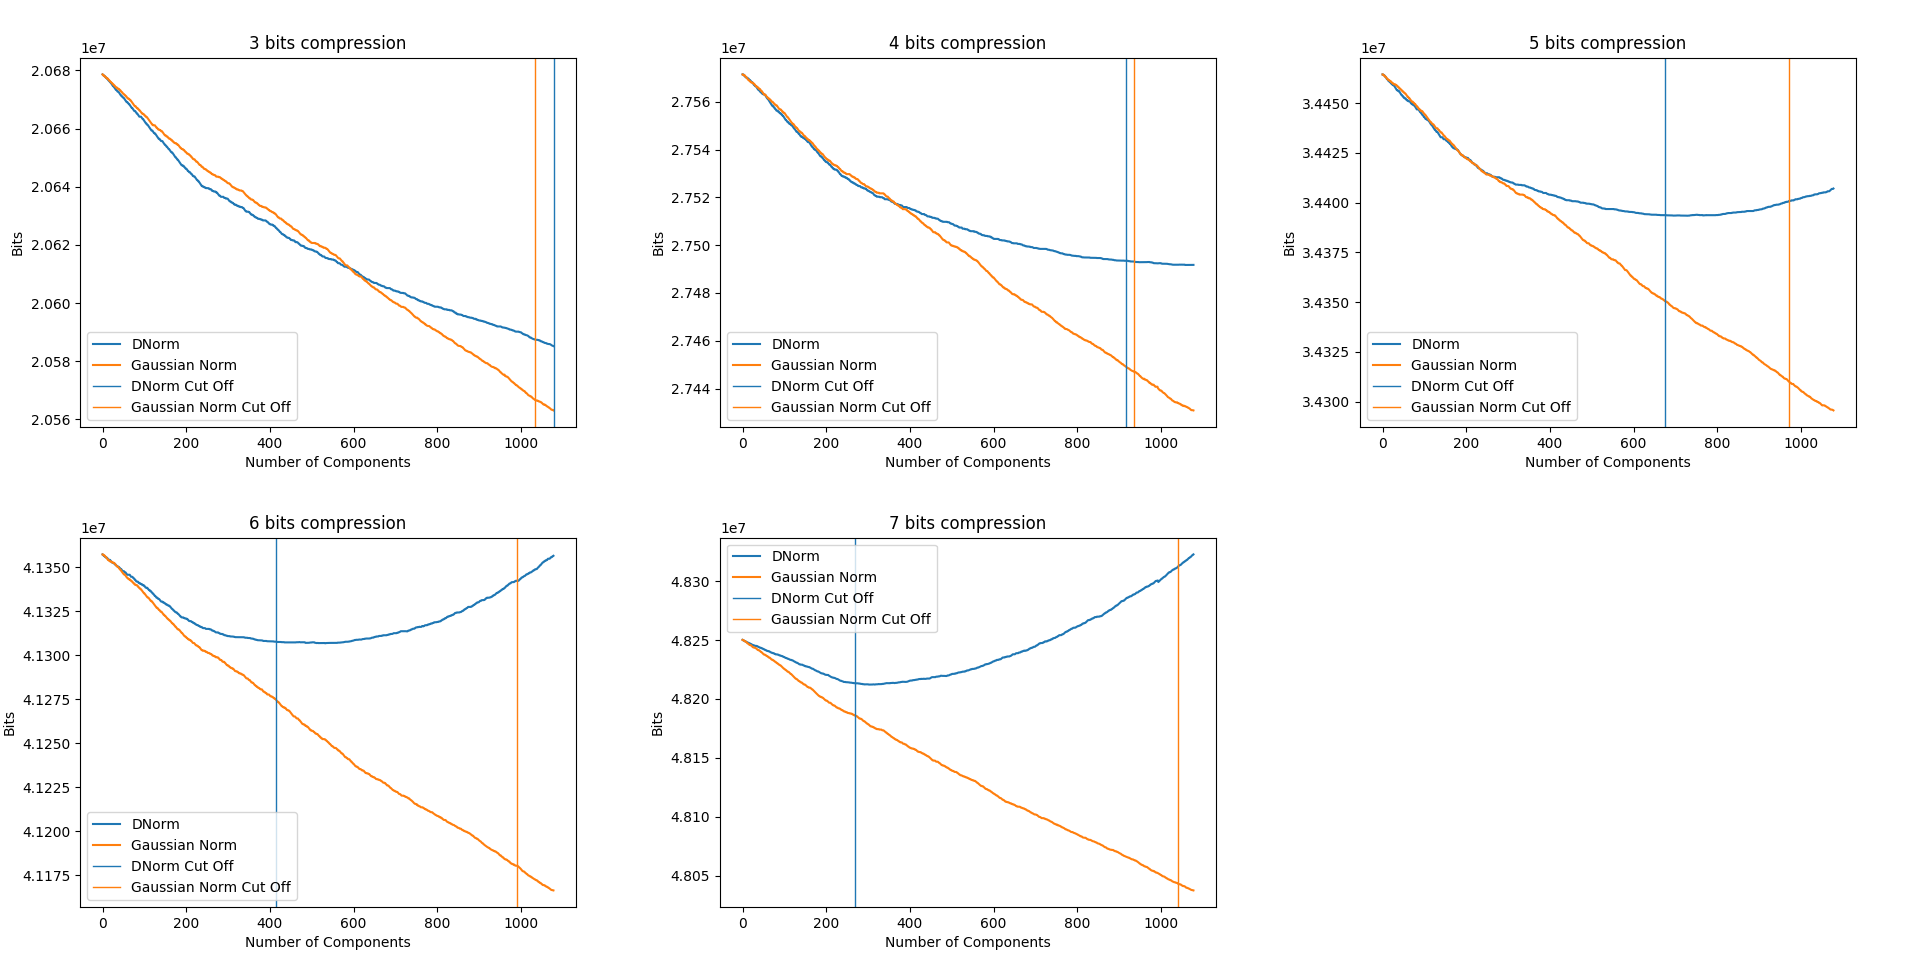 3 bits compression
1e7
2.068
2.066
2.064
2.062
2.060
2.058
2.056
Bits
DNorm
Gaussian Norm
DNorm Cut Off
Gaussian Norm Cut Off
0 200 400 600 800 1000
Number of Components
4 bits compression
1e7
2.756
2.754
2.752
2.750
2.748
2.746
2.744
Bits
DNorm
Gaussian Norm
DNorm Cut Off
Gaussian Norm Cut Off
0 200 400 600 800 1000
Number of Components
5 bits compression
1e7
3.4450
3.4425
3.4400
3.4375
3.4350
3.4325
3.4300
Bits
DNorm
Gaussian Norm
DNorm Cut Off
Gaussian Norm Cut Off
0 200 400 600 800 1000
Number of Components
6 bits compression
1e7
4.1350
4.1325
4.1300
4.1275
4.1250
4.1225
4.1200
4.1175
Bits
DNorm
Gaussian Norm
DNorm Cut Off
Gaussian Norm Cut Off
0 200 400 600 800 1000
Number of Components
7 bits compression
1e7
4.830
4.825
4.820
4.815
4.810
4.805
Bits
DNorm
Gaussian Norm
DNorm Cut Off
Gaussian Norm Cut Off
0 200 400 600 800 1000
Number of Components